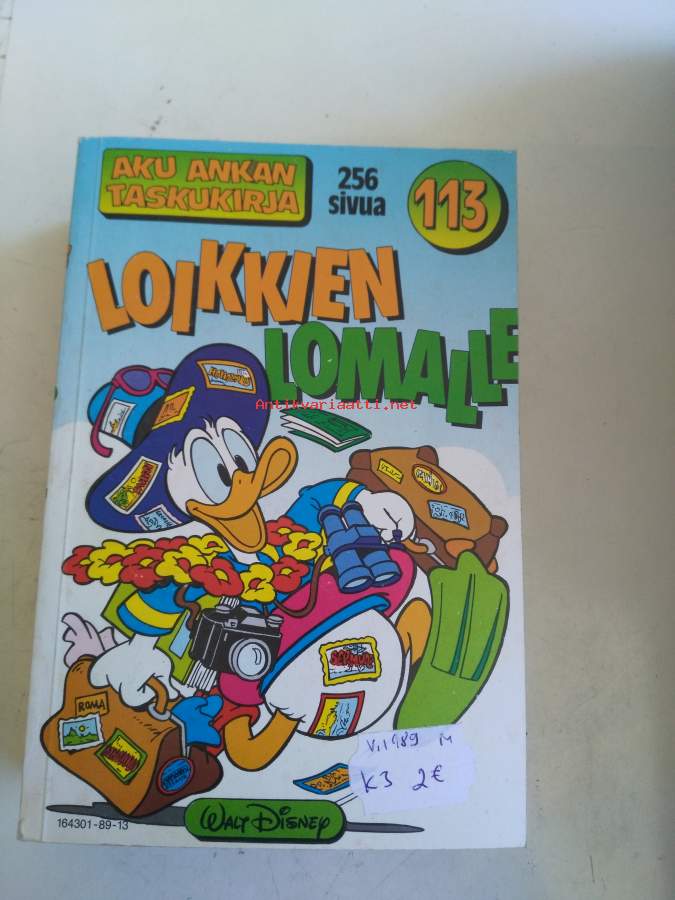 AKU ANKAN
TASKUKIRJA
256
sivua
113
LOIKKIEN
LOMALLE
Antikvariaatti.net
BERMUDA
ROMA
V. 1989 M
K3 2€
WALT DISNEY
164301-89-13